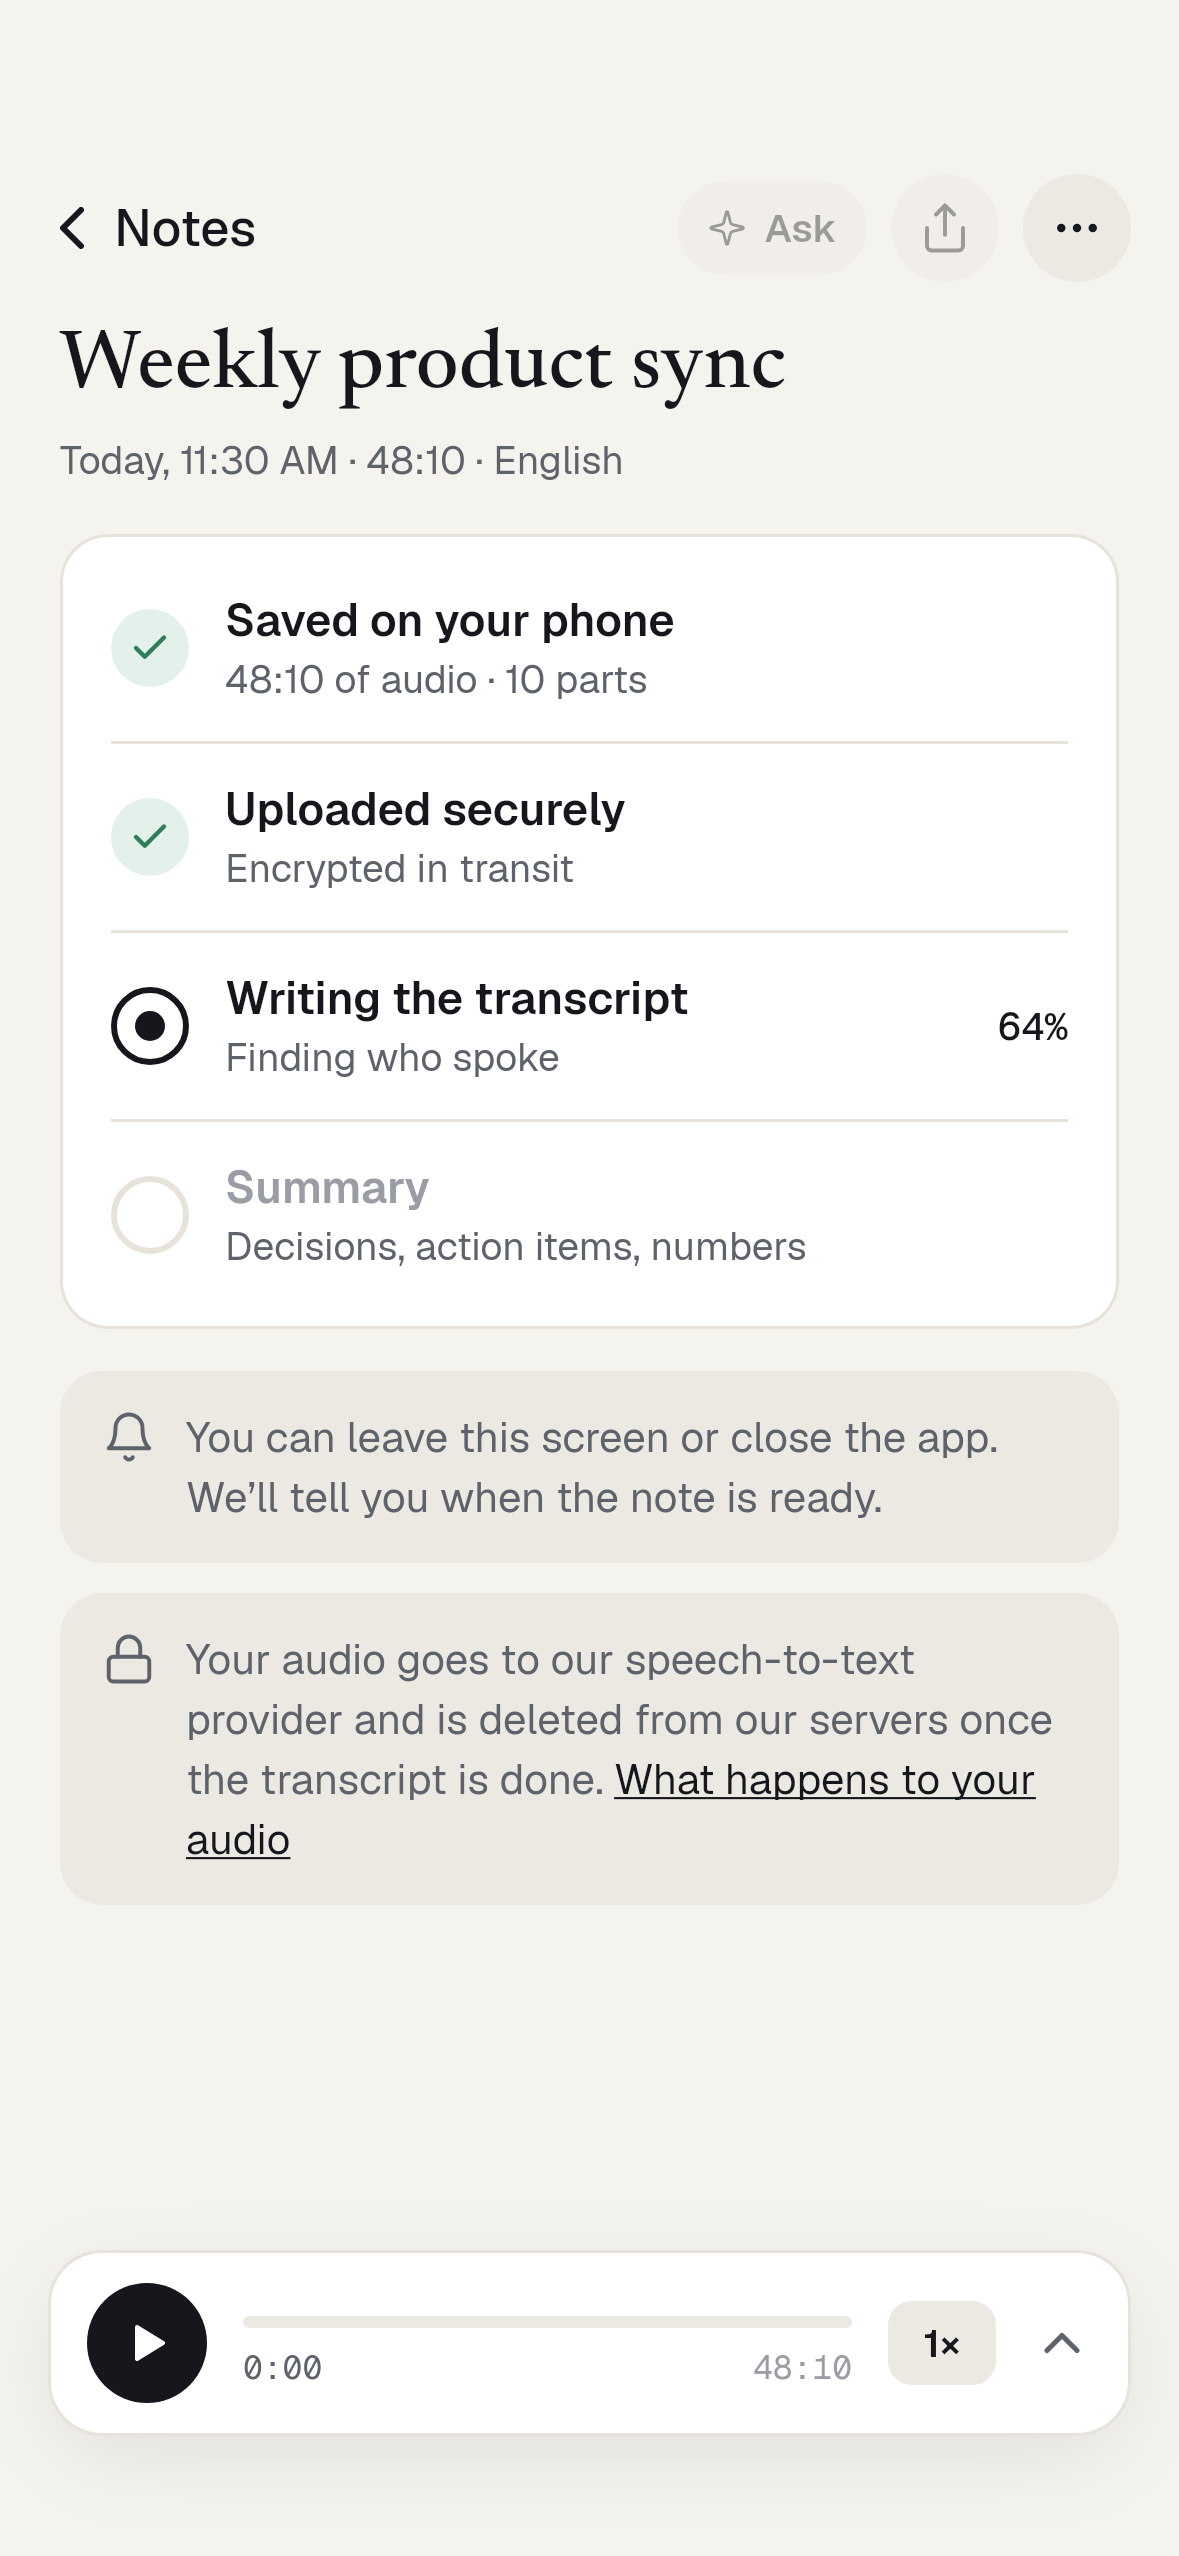 Notes
Ask
Weekly product sync
Today, 11:30 AM · 48:10 · English
Saved on your phone
48:10 of audio · 10 parts
Uploaded securely
Encrypted in transit
Writing the transcript
Finding who spoke
64%
Summary
Decisions, action items, numbers
You can leave this screen or close the app.
We’ll tell you when the note is ready.
Your audio goes to our speech-to-text
provider and is deleted from our servers once
the transcript is done. What happens to your
audio
0:00
48:10
1×